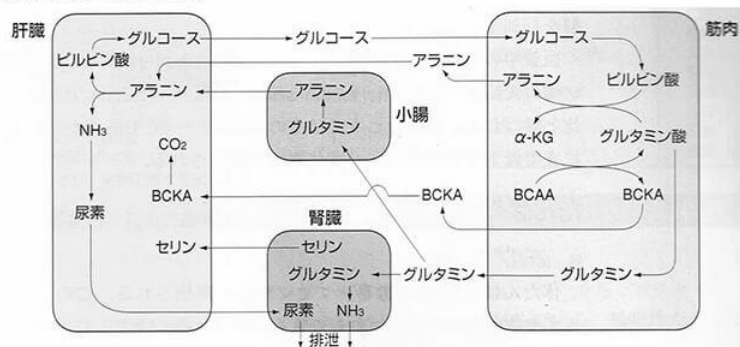 肝臓
グルコース
グルコース
グルコース
筋肉
ピルビン酸
アラニン
アラニン
アラニン
アラニン
ピルビン酸
小腸
NH₃
グルタミン
α-KG
グルタミン酸
CO₂
BCKA
BCKA
BCAA
BCKA
尿素
腎臓
セリン
セリン
グルタミン
グルタミン
グルタミン
尿素
NH₃
排泄